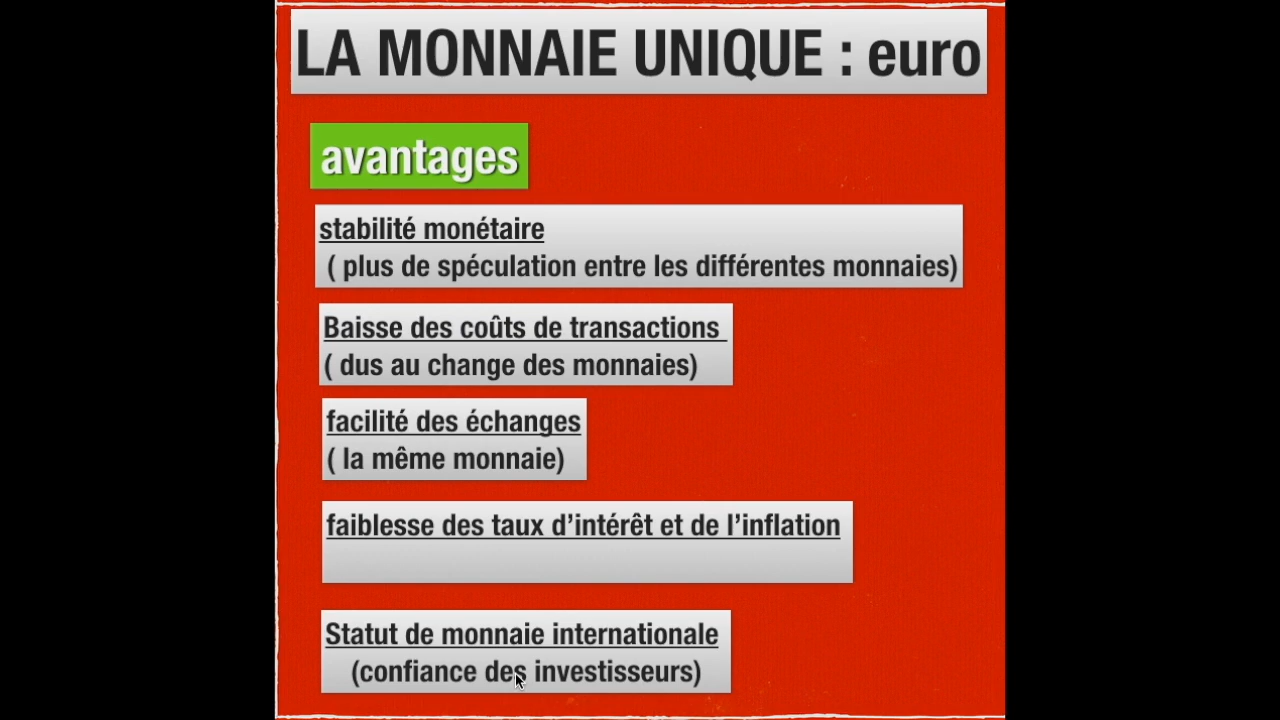 LA MONNAIE UNIQUE : euro
avantages
stabilité monétaire
( plus de spéculation entre les différentes monnaies)
Baisse des coûts de transactions
( dus au change des monnaies)
facilité des échanges
( la même monnaie)
faiblesse des taux d’intérêt et de l’inflation
Statut de monnaie internationale
(confiance des investisseurs)